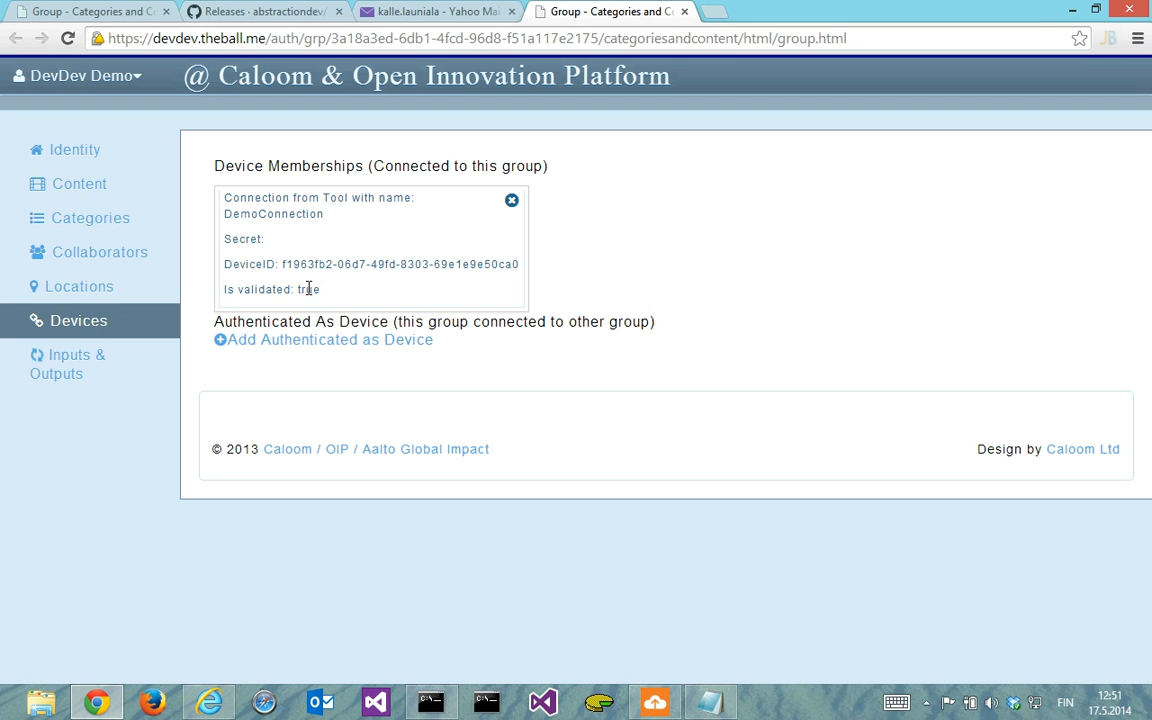 Group - Categories and Co
Releases · abstractiondev/
kalle.launiala - Yahoo Mai
Group - Categories and Co
https://devdev.theball.me/auth/grp/3a18a3ed-6db1-4fcd-96d8-f51a117e2175/categoriesandcontent/html/group.html
JB
DevDev Demo
@ Caloom & Open Innovation Platform
Identity
Content
Categories
Collaborators
Locations
Devices
Inputs &
Outputs
Device Memberships (Connected to this group)
Connection from Tool with name:
DemoConnection
Secret:
DeviceID: f1963fb2-06d7-49fd-8303-69e1e9e50ca0
Is validated: true
Authenticated As Device (this group connected to other group)
Add Authenticated as Device
© 2013 Caloom / OIP / Aalto Global Impact
Design by Caloom Ltd
C:\_
C:\_
FIN
12:51
17.5.2014